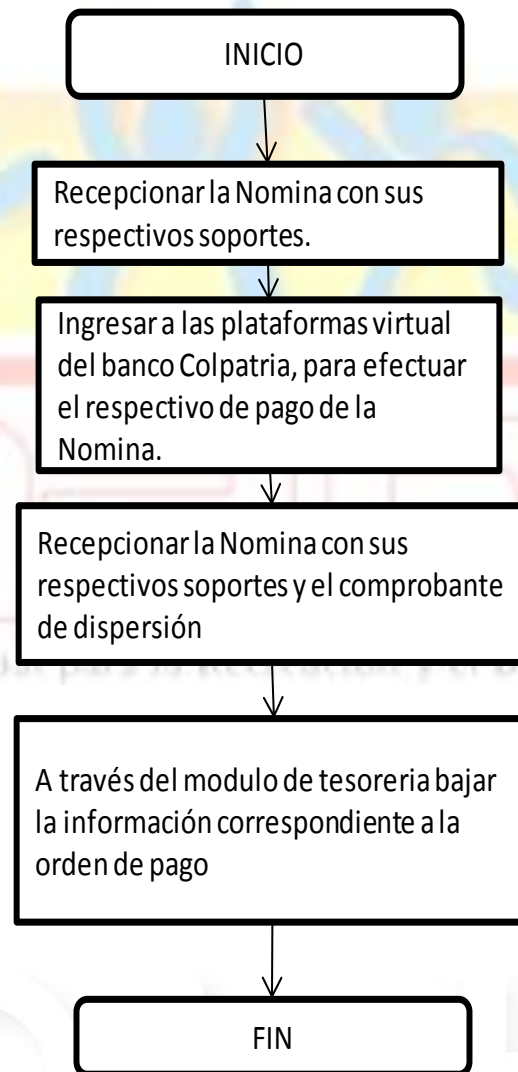 INICIO
Recepcionar la Nomina con sus
respectivos soportes.
Ingresar a las plataformas virtual
del banco Colpatria, para efectuar
el respectivo de pago de la
Nomina.
Recepcionar la Nomina con sus
respectivos soportes y el comprobante
de dispersión
A través del modulo de tesoreria bajar
la información correspondiente a la
orden de pago
FIN